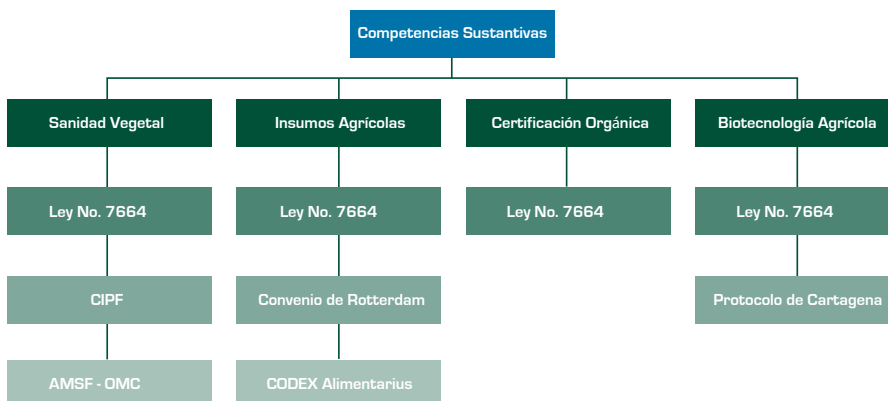 Competencias Sustantivas
Sanidad Vegetal
Insumos Agrícolas
Certificación Orgánica
Biotecnología Agrícola
Ley No. 7664
Ley No. 7664
Ley No. 7664
Ley No. 7664
CIPF
Convenio de Rotterdam
Protocolo de Cartagena
AMSF - OMC
CODEX Alimentarius